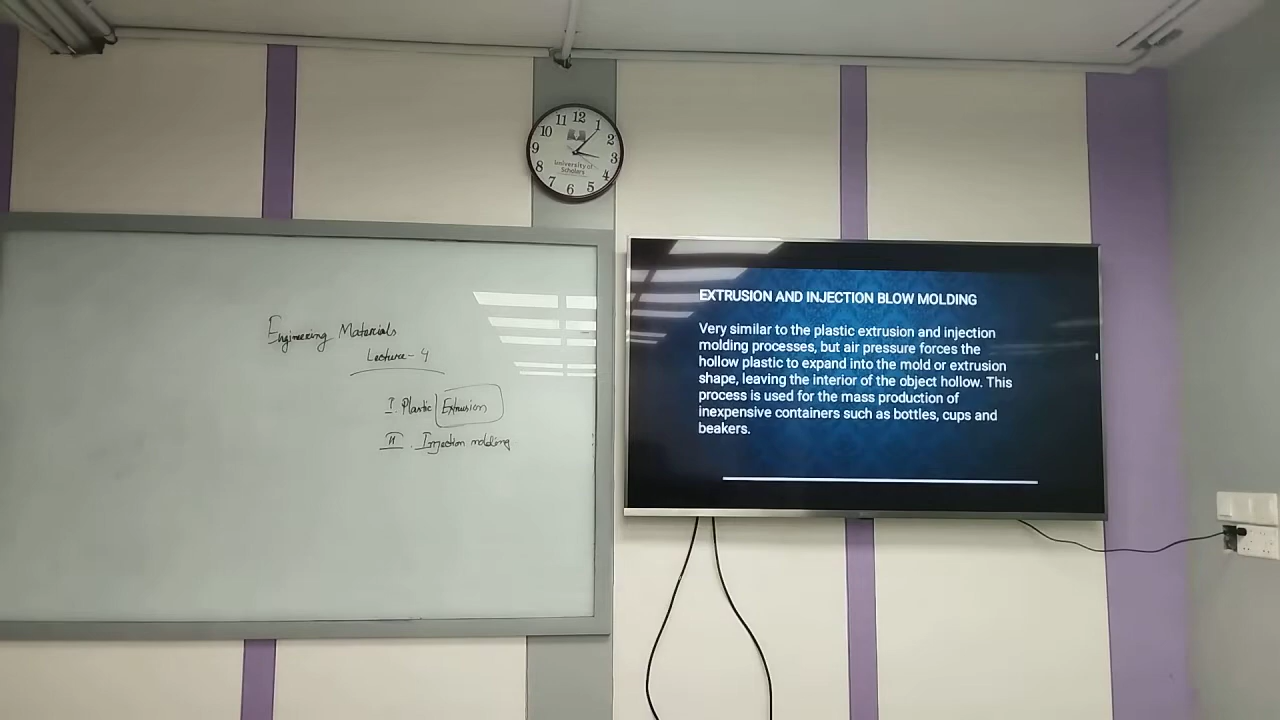 12
1
2
3
4
5
6
7
8
9
10
11
University of
Scholars
Engineering Materials
Lecture - 4
I. Plastic Extrusion
II. Injection molding
EXTRUSION AND INJECTION BLOW MOLDING
Very similar to the plastic extrusion and injection
molding processes, but air pressure forces the
hollow plastic to expand into the mold or extrusion
shape, leaving the interior of the object hollow. This
process is used for the mass production of
inexpensive containers such as bottles, cups and
beakers.